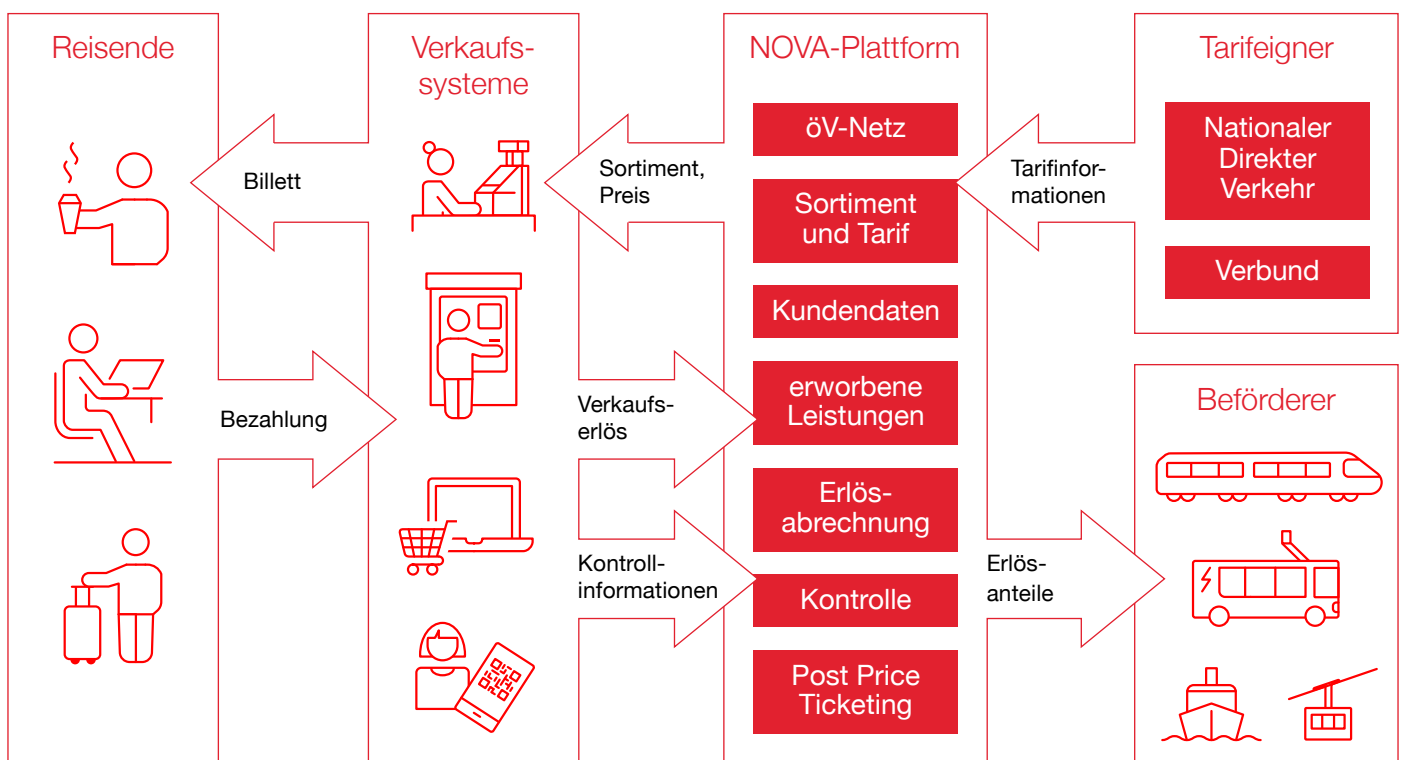 Reisende
Billett
Bezahlung
Verkaufs-
systeme
Sortiment,
Preis
Verkaufs-
erlös
Kontroll-
informationen
NOVA-Plattform
öV-Netz
Sortiment
und Tarif
Kundendaten
erworbene
Leistungen
Erlös-
abrechnung
Kontrolle
Post Price
Ticketing
Tarifinfor-
mationen
Erlös-
anteile
Tarifeigner
Nationaler
Direkter
Verkehr
Verbund
Beförderer